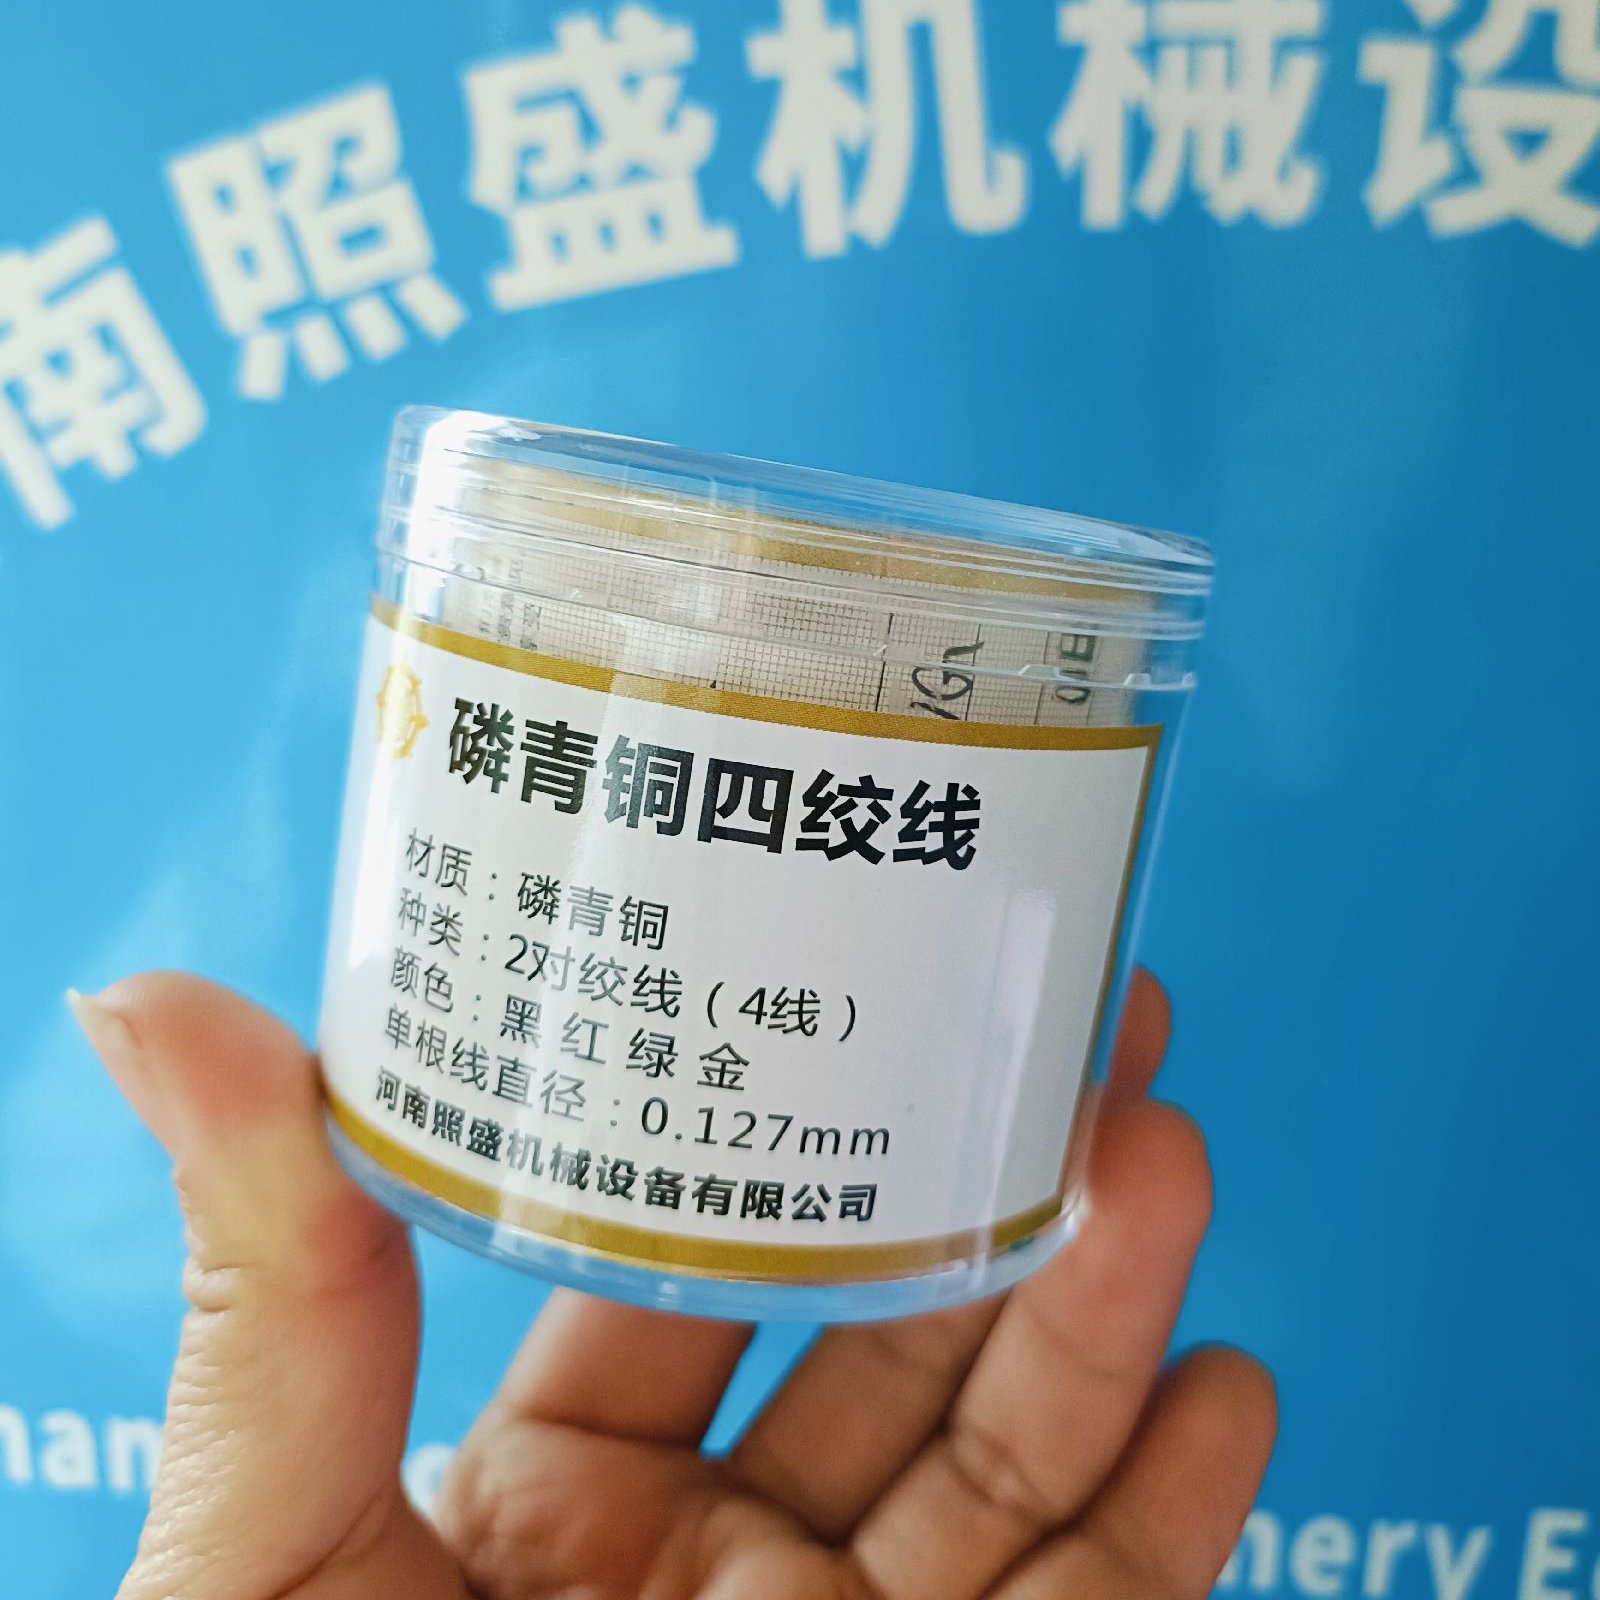 南照盛机械设
磷青铜四绞线
材质：磷青铜
种类：2对绞线（4线）
颜色：黑 红 绿 金
单根线直径：0.127mm
河南照盛机械设备有限公司
nery E